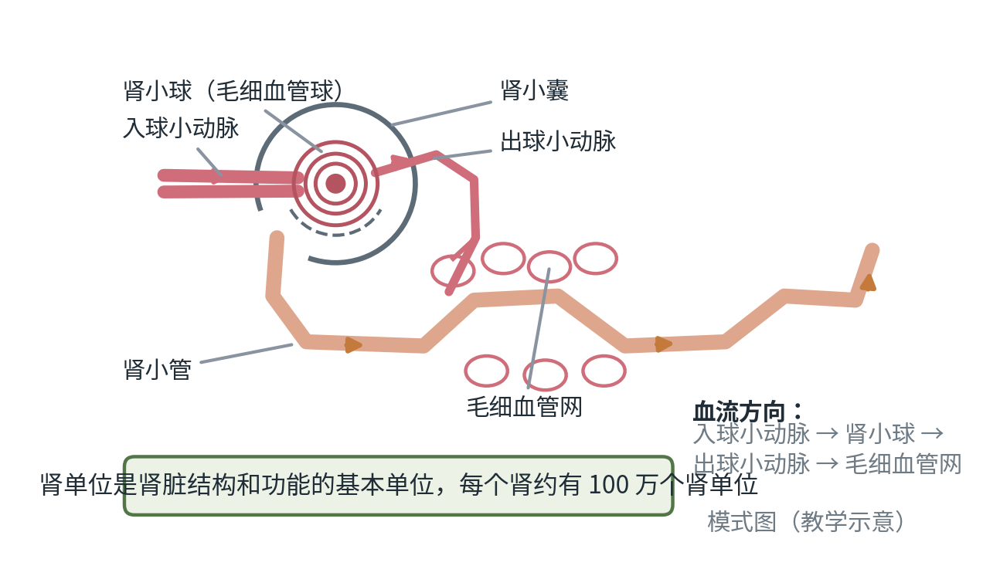 肾小球（毛细血管球）
肾小囊
入球小动脉
出球小动脉
肾小管
毛细血管网
血流方向：
入球小动脉 → 肾小球 →
出球小动脉 → 毛细血管网
肾单位是肾脏结构和功能的基本单位，每个肾约有 100 万个肾单位
模式图（教学示意）